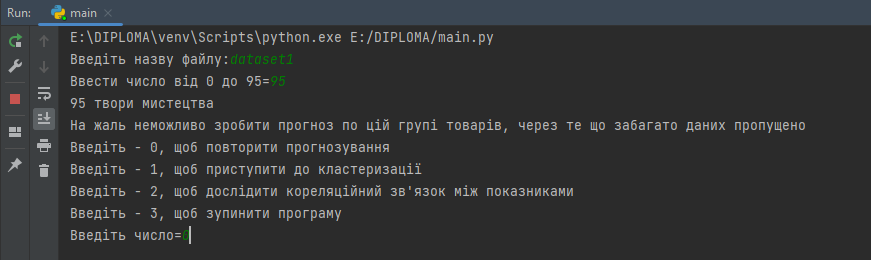 Run:
main
E:\DIPLOMA\venv\Scripts\python.exe E:/DIPLOMA/main.py
Введіть назву файлу:dataset1
Ввести число від 0 до 95=95
95 твори мистецтва
На жаль неможливо зробити прогноз по цій групі товарів, через те що забагато даних пропущено
Введіть - 0, щоб повторити прогнозування
Введіть - 1, щоб приступити до кластеризації
Введіть - 2, щоб дослідити кореляційний зв'язок між показниками
Введіть - 3, щоб зупинити програму
Введіть число=0